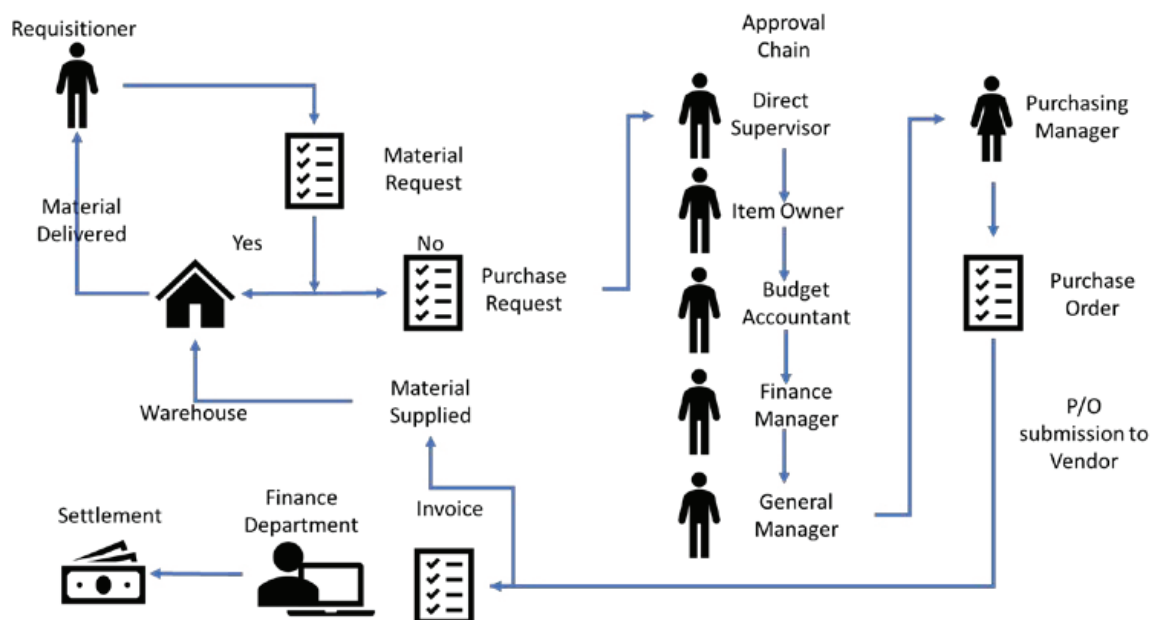 Requisitioner
Material
Request
Material
Delivered
Yes
No
Purchase
Request
Warehouse
Material
Supplied
Approval
Chain
Direct
Supervisor
Item Owner
Budget
Accountant
Finance
Manager
General
Manager
Purchasing
Manager
Purchase
Order
P/O
submission to
Vendor
Invoice
Finance
Department
Settlement